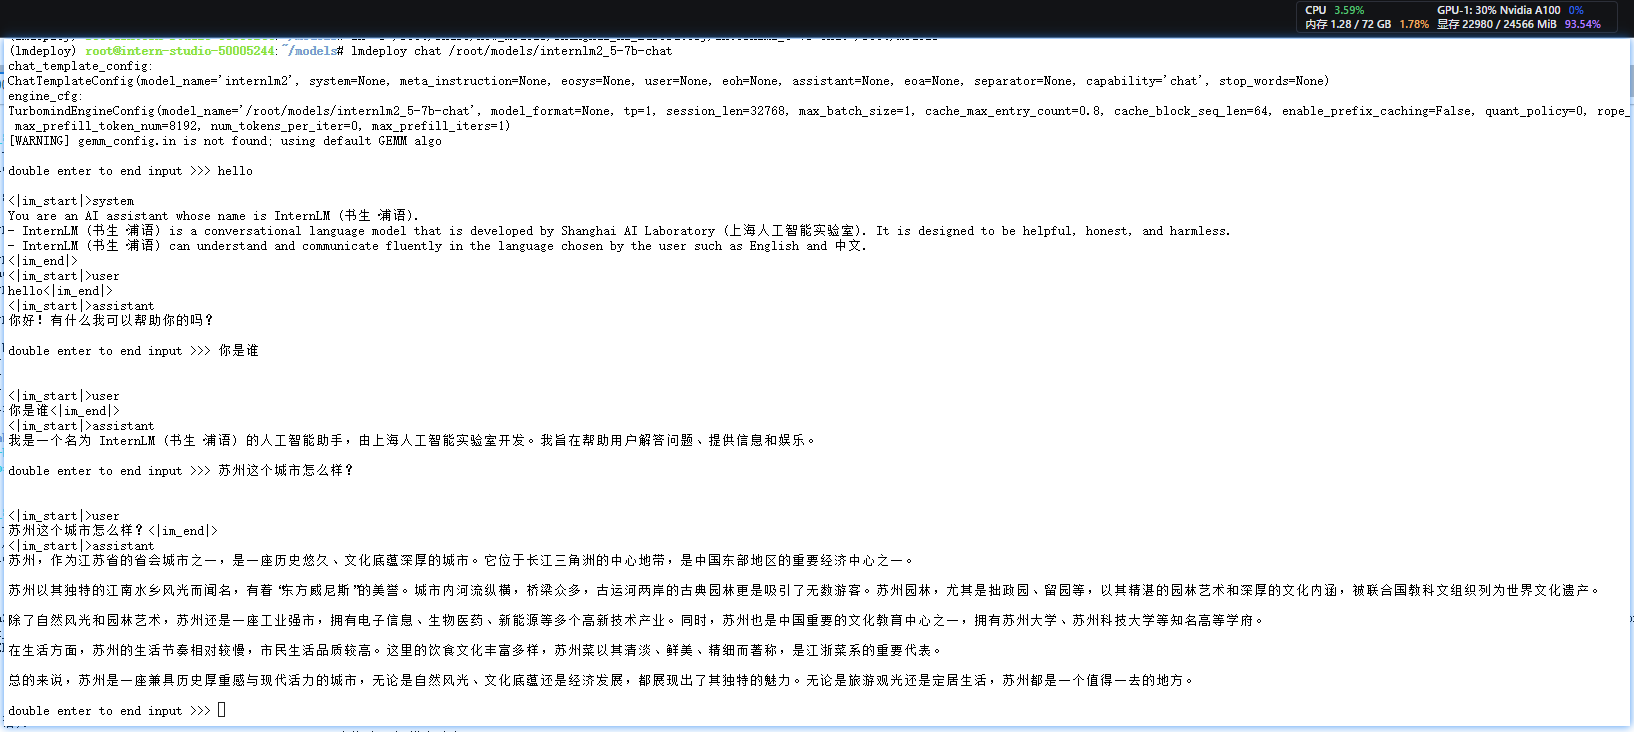 CPU 3.59% GPU-1: 30% Nvidia A100 0%
内存 1.28 / 72 GB 1.78% 显存 22980 / 24566 MiB 93.54%
(lmdeploy) root@intern-studio-50005244:~/models# lmdeploy chat /root/models/internlm2_5-7b-chat
chat_template_config:
ChatTemplateConfig(model_name='internlm2', system=None, meta_instruction=None, eosys=None, user=None, eoh=None, assistant=None, eoa=None, separator=None, capability='chat', stop_words=None)
engine_cfg:
TurbomindEngineConfig(model_name='/root/models/internlm2_5-7b-chat', model_format=None, tp=1, session_len=32768, max_batch_size=1, cache_max_entry_count=0.8, cache_block_seq_len=64, enable_prefix_caching=False, quant_policy=0, rope_
max_prefill_token_num=8192, num_tokens_per_iter=0, max_prefill_iters=1)
[WARNING] gemm_config.in is not found; using default GEMM algo
double enter to end input >>> hello
<|im_start|>system
You are an AI assistant whose name is InternLM (书生·浦语).
- InternLM (书生·浦语) is a conversational language model that is developed by Shanghai AI Laboratory (上海人工智能实验室). It is designed to be helpful, honest, and harmless.
- InternLM (书生·浦语) can understand and communicate fluently in the language chosen by the user such as English and 中文.
<|im_end|>
<|im_start|>user
hello<|im_end|>
<|im_start|>assistant
你好！有什么我可以帮助你的吗？
double enter to end input >>> 你是谁
<|im_start|>user
你是谁<|im_end|>
<|im_start|>assistant
我是一个名为 InternLM (书生·浦语) 的人工智能助手，由上海人工智能实验室开发。我旨在帮助用户解答问题、提供信息和娱乐。
double enter to end input >>> 苏州这个城市怎么样？
<|im_start|>user
苏州这个城市怎么样？<|im_end|>
<|im_start|>assistant
苏州，作为江苏省的省会城市之一，是一座历史悠久、文化底蕴深厚的城市。它位于长江三角洲的中心地带，是中国东部地区的重要经济中心之一。
苏州以其独特的江南水乡风光而闻名，有着“东方威尼斯”的美誉。城市内河流纵横，桥梁众多，古运河两岸的古典园林更是吸引了无数游客。苏州园林，尤其是拙政园、留园等，以其精湛的园林艺术和深厚的文化内涵，被联合国教科文组织列为世界文化遗产。
除了自然风光和园林艺术，苏州还是一座工业强市，拥有电子信息、生物医药、新能源等多个高新技术产业。同时，苏州也是中国重要的文化教育中心之一，拥有苏州大学、苏州科技大学等知名高等学府。
在生活方面，苏州的生活节奏相对较慢，市民生活品质较高。这里的饮食文化丰富多样，苏州菜以其清淡、鲜美、精细而著称，是江浙菜系的重要代表。
总的来说，苏州是一座兼具历史厚重感与现代活力的城市，无论是自然风光、文化底蕴还是经济发展，都展现出了其独特的魅力。无论是旅游观光还是定居生活，苏州都是一个值得一去的地方。
double enter to end input >>>